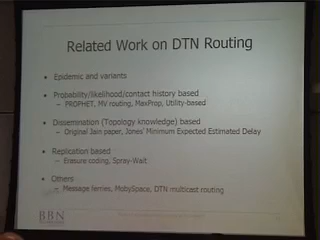 Related Work on DTN Routing
• Epidemic and variants
• Probability/likelihood/contact history based
– PROPHET, MV routing, MaxProp, Utility-based
• Dissemination (Topology knowledge) based
– Original Jain paper, Jones' Minimum Expected Estimated Delay
• Replication based
– Erasure coding, Spray-Wait
• Others
– Message ferries, MobySpace, DTN multicast routing
BBN